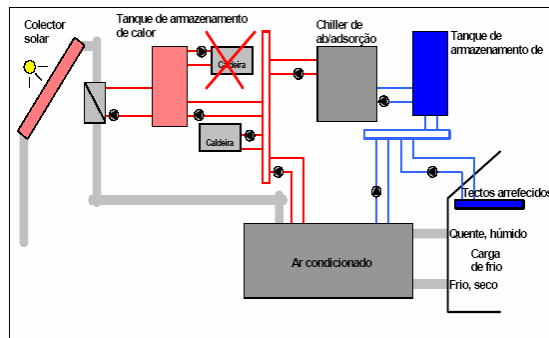 Colector
solar
Tanque de armazenamento
de calor
Caldeira
Caldeira
Chiller de
ab/adsorção
Tanque de
armazenamento de
Tectos arrefecidos
Quente, húmido
Carga
de frio
Frio, seco
Ar condicionado